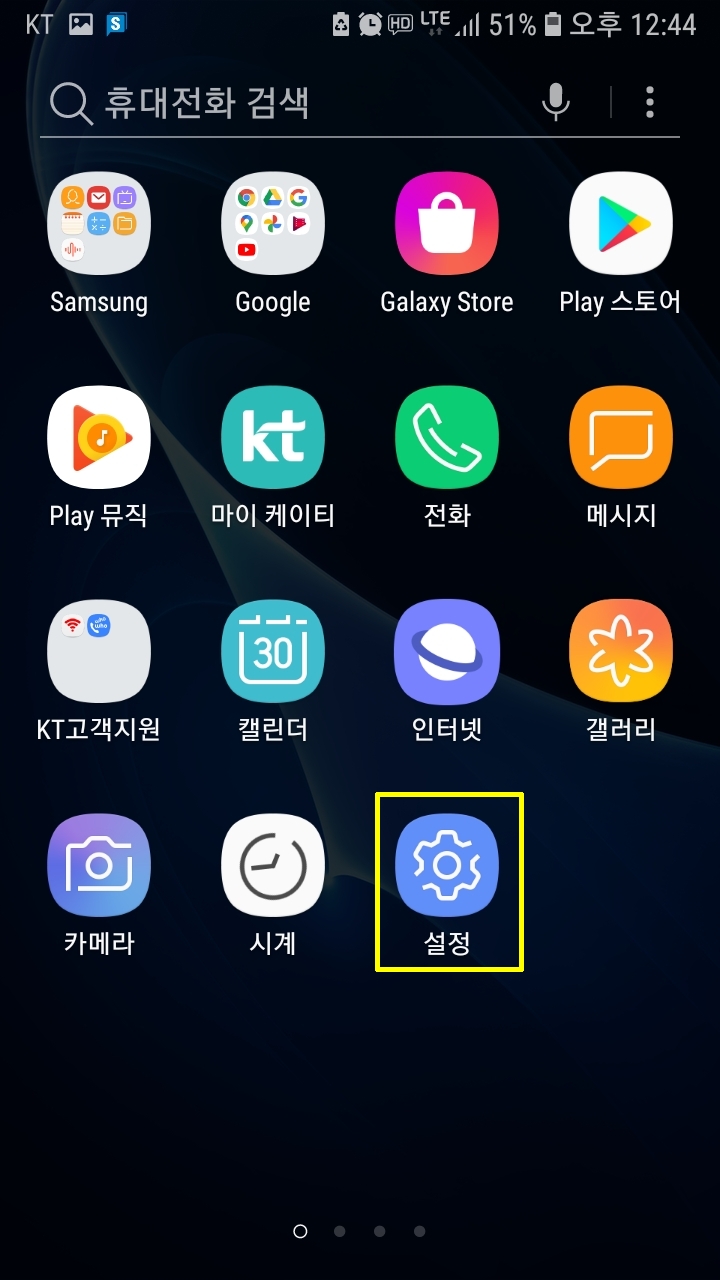 KT S HD LTE 51% 오후 12:44
휴대전화 검색
Samsung Google Galaxy Store Play 스토어
kt
Play 뮤직 마이 케이티 전화 메시지
30
KT고객지원 캘린더 인터넷 갤러리
카메라 시계 설정